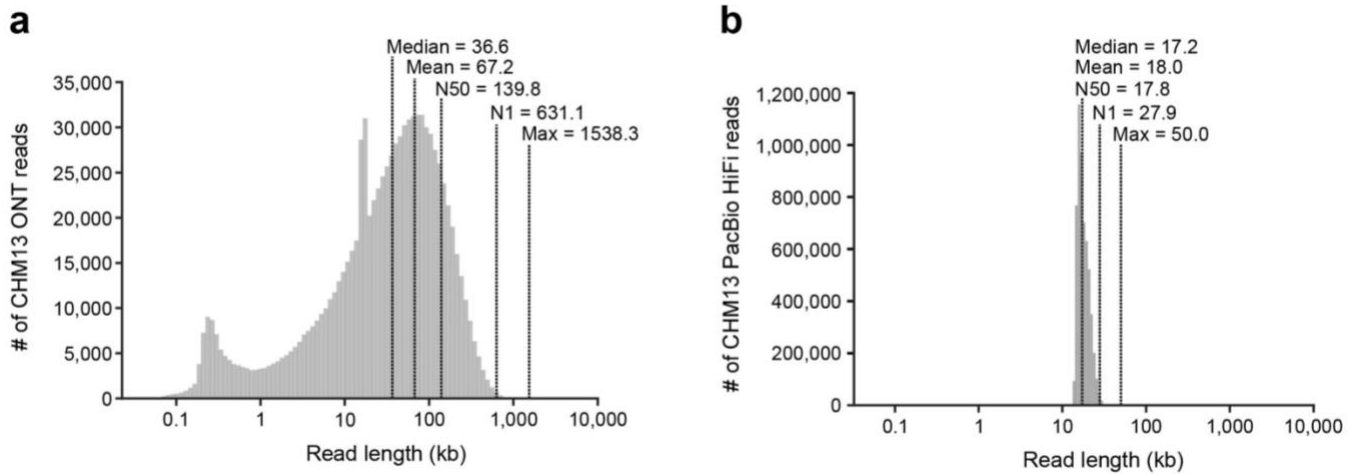 a
Median = 36.6
Mean = 67.2
N50 = 139.8
N1 = 631.1
Max = 1538.3
# of CHM13 ONT reads
35,000
30,000
25,000
20,000
15,000
10,000
5,000
0
0.1 1 10 100 1,000 10,000
Read length (kb)
b
Median = 17.2
Mean = 18.0
N50 = 17.8
N1 = 27.9
Max = 50.0
# of CHM13 PacBio HiFi reads
1,200,000
1,000,000
800,000
600,000
400,000
200,000
0
0.1 1 10 100 1,000 10,000
Read length (kb)